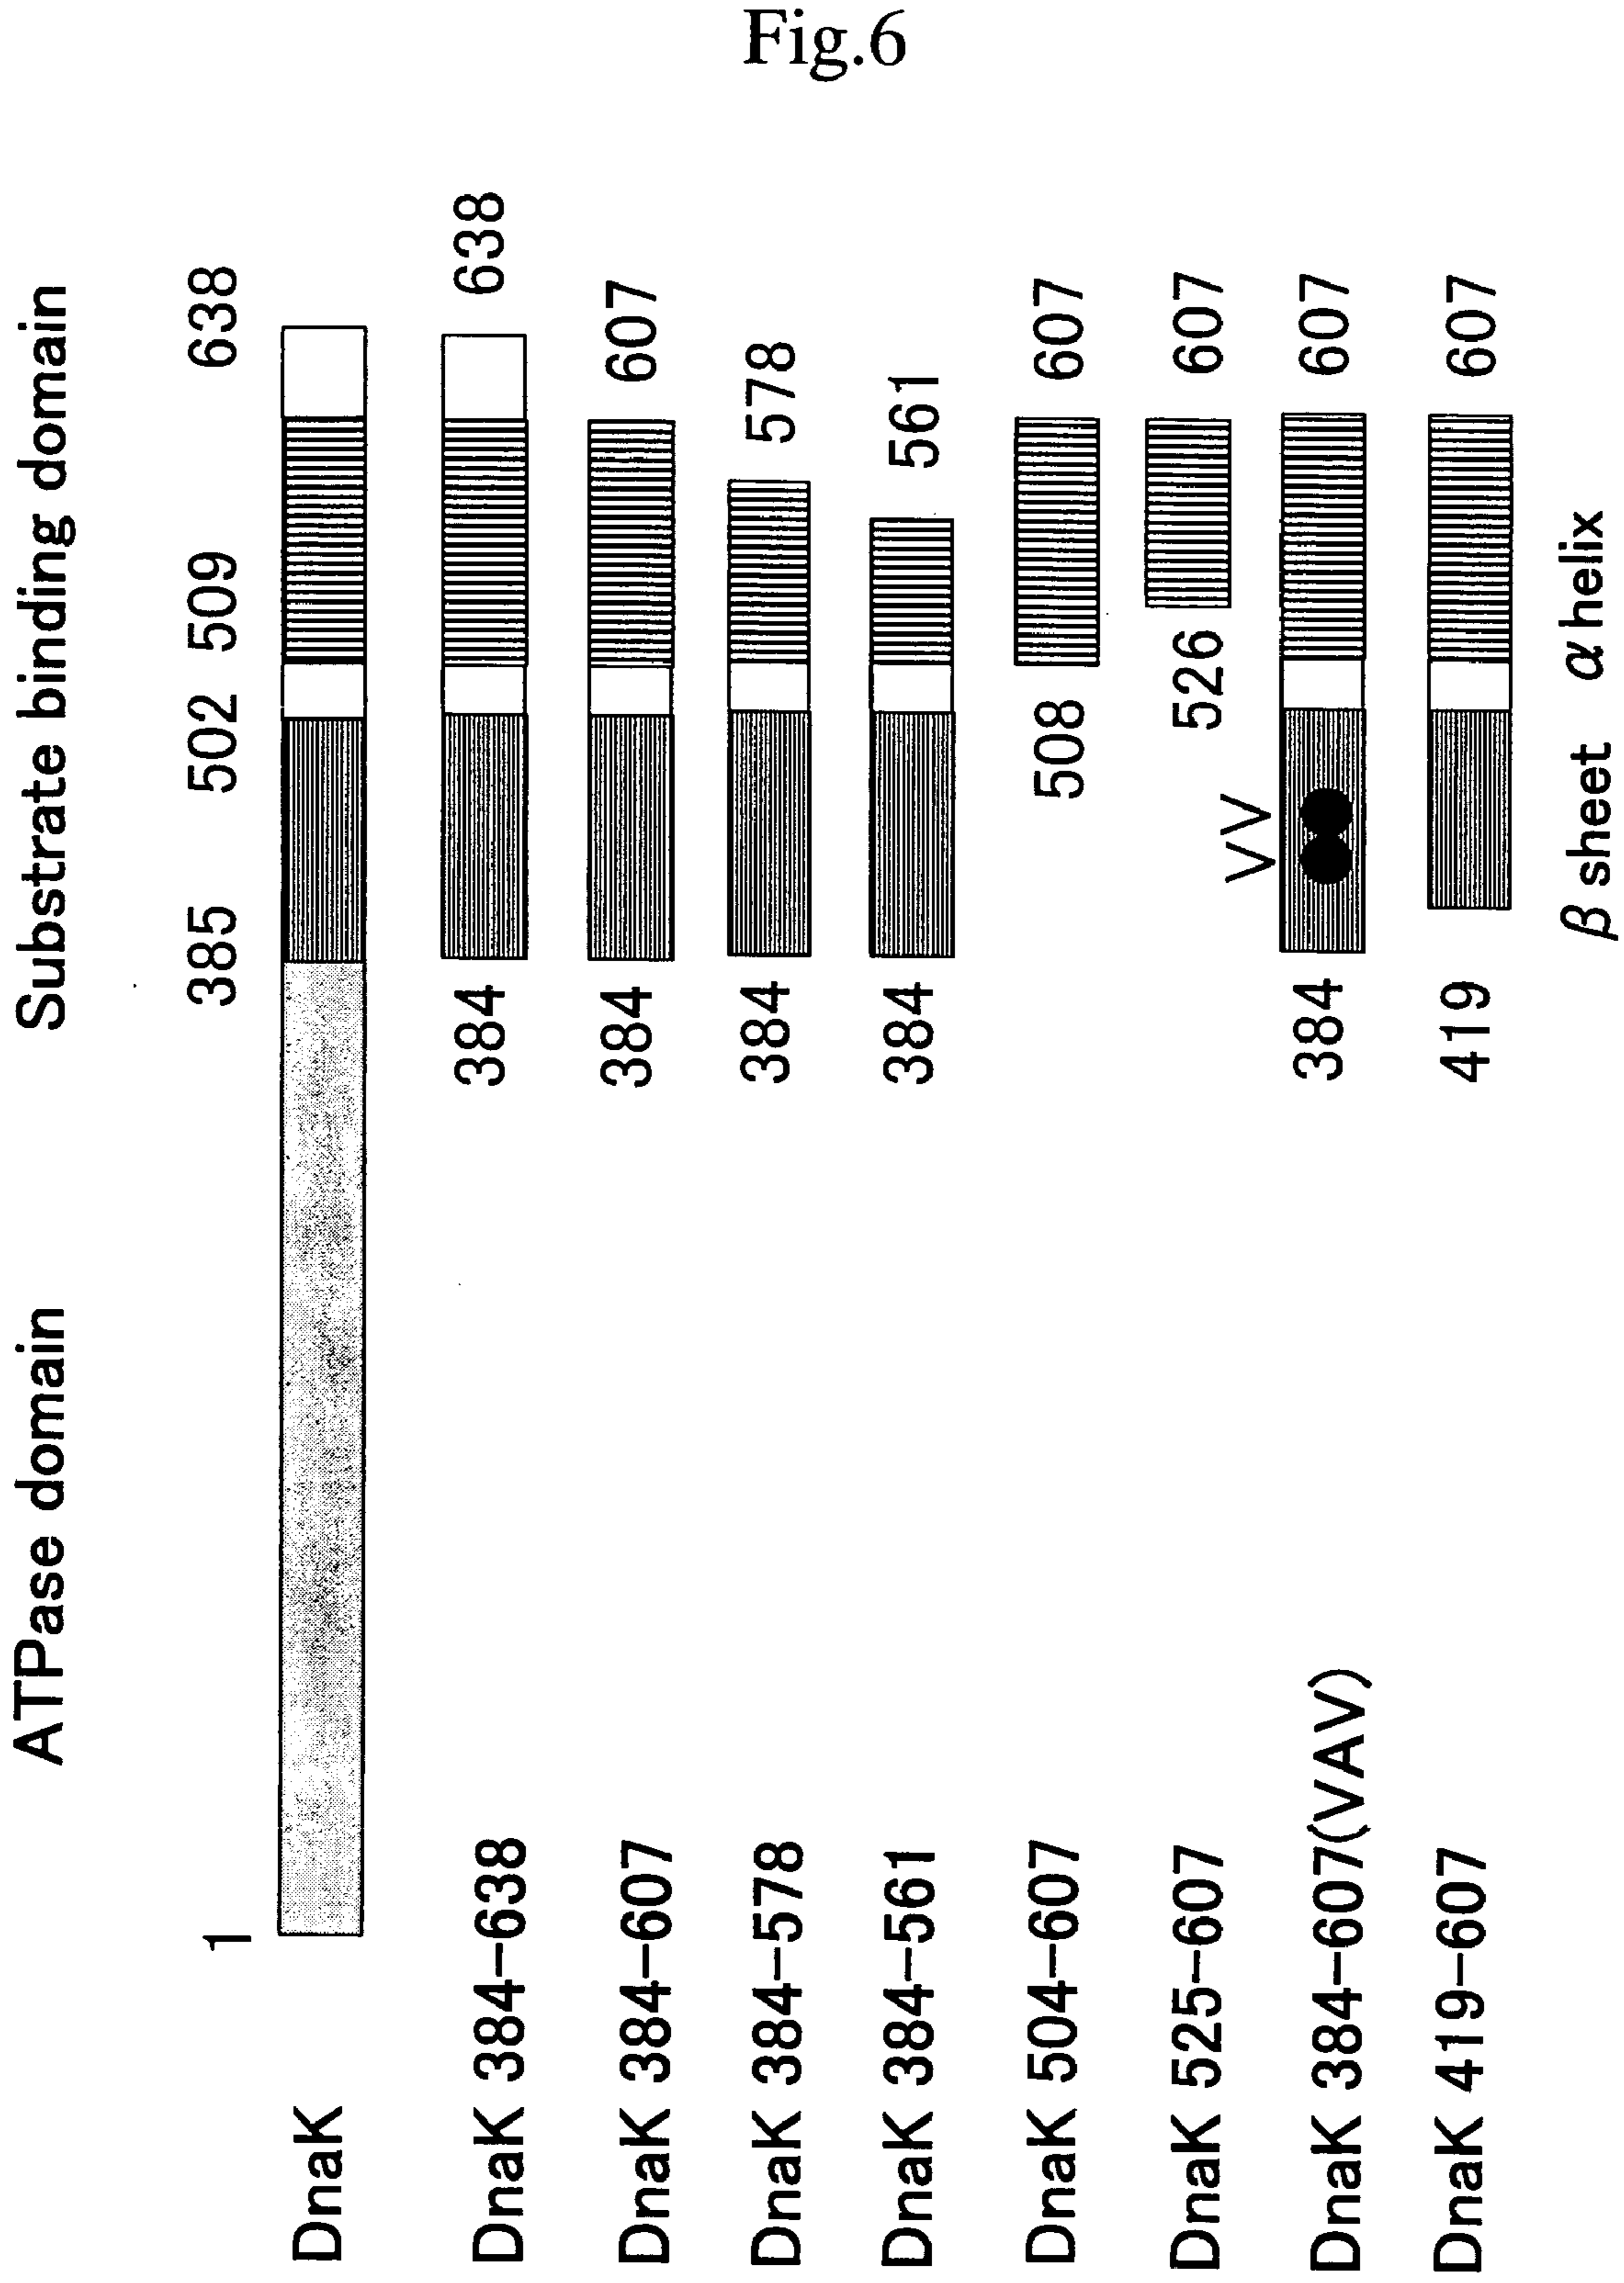 Fig.6
ATPase domain Substrate binding domain
1 385 502 509 638
DnaK
DnaK 384-638 384 638
DnaK 384-607 384 607
DnaK 384-578 384 578
DnaK 384-561 384 561
DnaK 504-607 508 607
DnaK 525-607 526 607
VV
DnaK 384-607(VAV) 384 607
DnaK 419-607 419 607
β sheet α helix